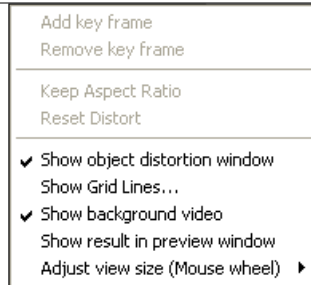 Add key frame
Remove key frame
Keep Aspect Ratio
Reset Distort
Show object distortion window
Show Grid Lines...
Show background video
Show result in preview window
Adjust view size (Mouse wheel)